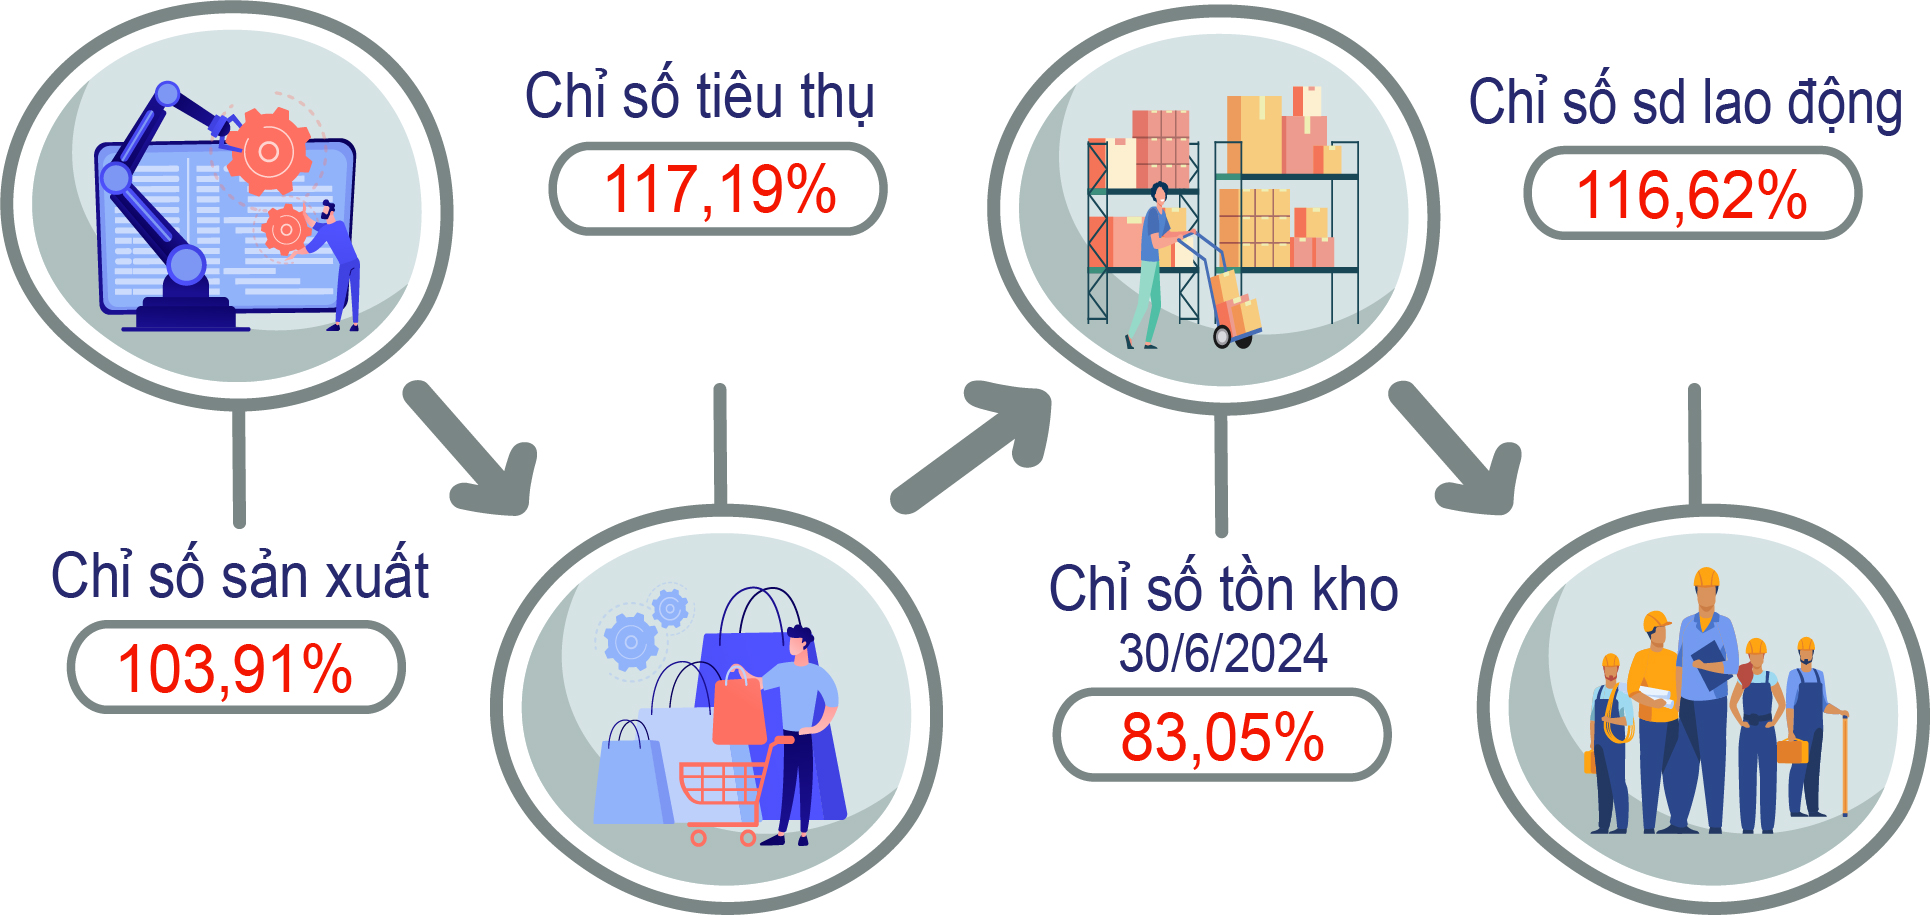 Chỉ số sản xuất
103,91%
Chỉ số tiêu thụ
117,19%
Chỉ số tồn kho
30/6/2024
83,05%
Chỉ số sd lao động
116,62%